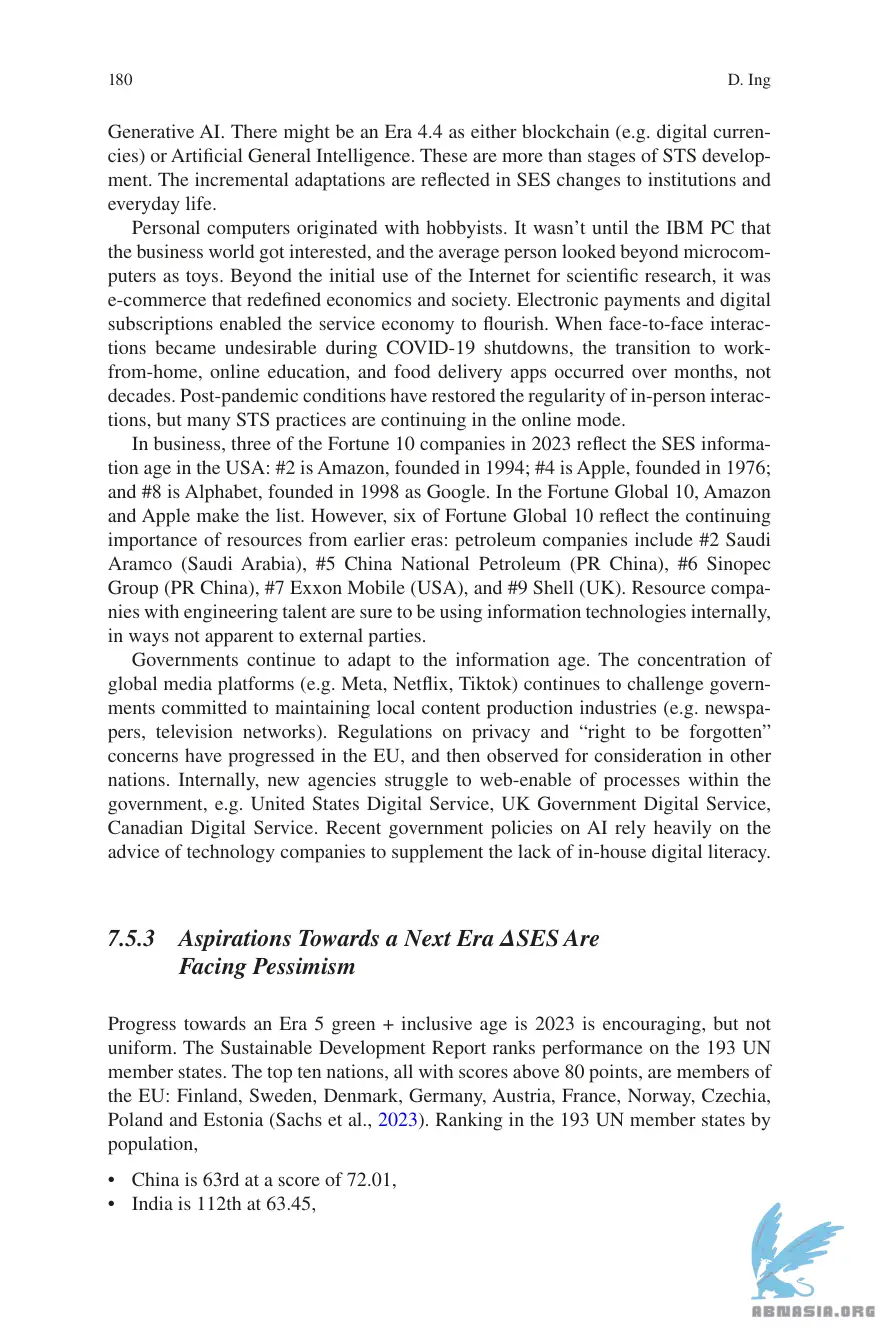 180
D. Ing
Generative AI. There might be an Era 4.4 as either blockchain (e.g. digital curren-
cies) or Artificial General Intelligence. These are more than stages of STS develop-
ment. The incremental adaptations are reflected in SES changes to institutions and
everyday life.
Personal computers originated with hobbyists. It wasn’t until the IBM PC that
the business world got interested, and the average person looked beyond microcom-
puters as toys. Beyond the initial use of the Internet for scientific research, it was
e-commerce that redefined economics and society. Electronic payments and digital
subscriptions enabled the service economy to flourish. When face-to-face interac-
tions became undesirable during COVID-19 shutdowns, the transition to work-
from-home, online education, and food delivery apps occurred over months, not
decades. Post-pandemic conditions have restored the regularity of in-person interac-
tions, but many STS practices are continuing in the online mode.
In business, three of the Fortune 10 companies in 2023 reflect the SES informa-
tion age in the USA: #2 is Amazon, founded in 1994; #4 is Apple, founded in 1976;
and #8 is Alphabet, founded in 1998 as Google. In the Fortune Global 10, Amazon
and Apple make the list. However, six of Fortune Global 10 reflect the continuing
importance of resources from earlier eras: petroleum companies include #2 Saudi
Aramco (Saudi Arabia), #5 China National Petroleum (PR China), #6 Sinopec
Group (PR China), #7 Exxon Mobile (USA), and #9 Shell (UK). Resource compa-
nies with engineering talent are sure to be using information technologies internally,
in ways not apparent to external parties.
Governments continue to adapt to the information age. The concentration of
global media platforms (e.g. Meta, Netflix, Tiktok) continues to challenge govern-
ments committed to maintaining local content production industries (e.g. newspa-
pers, television networks). Regulations on privacy and “right to be forgotten”
concerns have progressed in the EU, and then observed for consideration in other
nations. Internally, new agencies struggle to web-enable of processes within the
government, e.g. United States Digital Service, UK Government Digital Service,
Canadian Digital Service. Recent government policies on AI rely heavily on the
advice of technology companies to supplement the lack of in-house digital literacy.
7.5.3 Aspirations Towards a Next Era ΔSES Are
Facing Pessimism
Progress towards an Era 5 green + inclusive age is 2023 is encouraging, but not
uniform. The Sustainable Development Report ranks performance on the 193 UN
member states. The top ten nations, all with scores above 80 points, are members of
the EU: Finland, Sweden, Denmark, Germany, Austria, France, Norway, Czechia,
Poland and Estonia (Sachs et al., 2023). Ranking in the 193 UN member states by
population,
• China is 63rd at a score of 72.01,
• India is 112th at 63.45,
ABNASIA.ORG